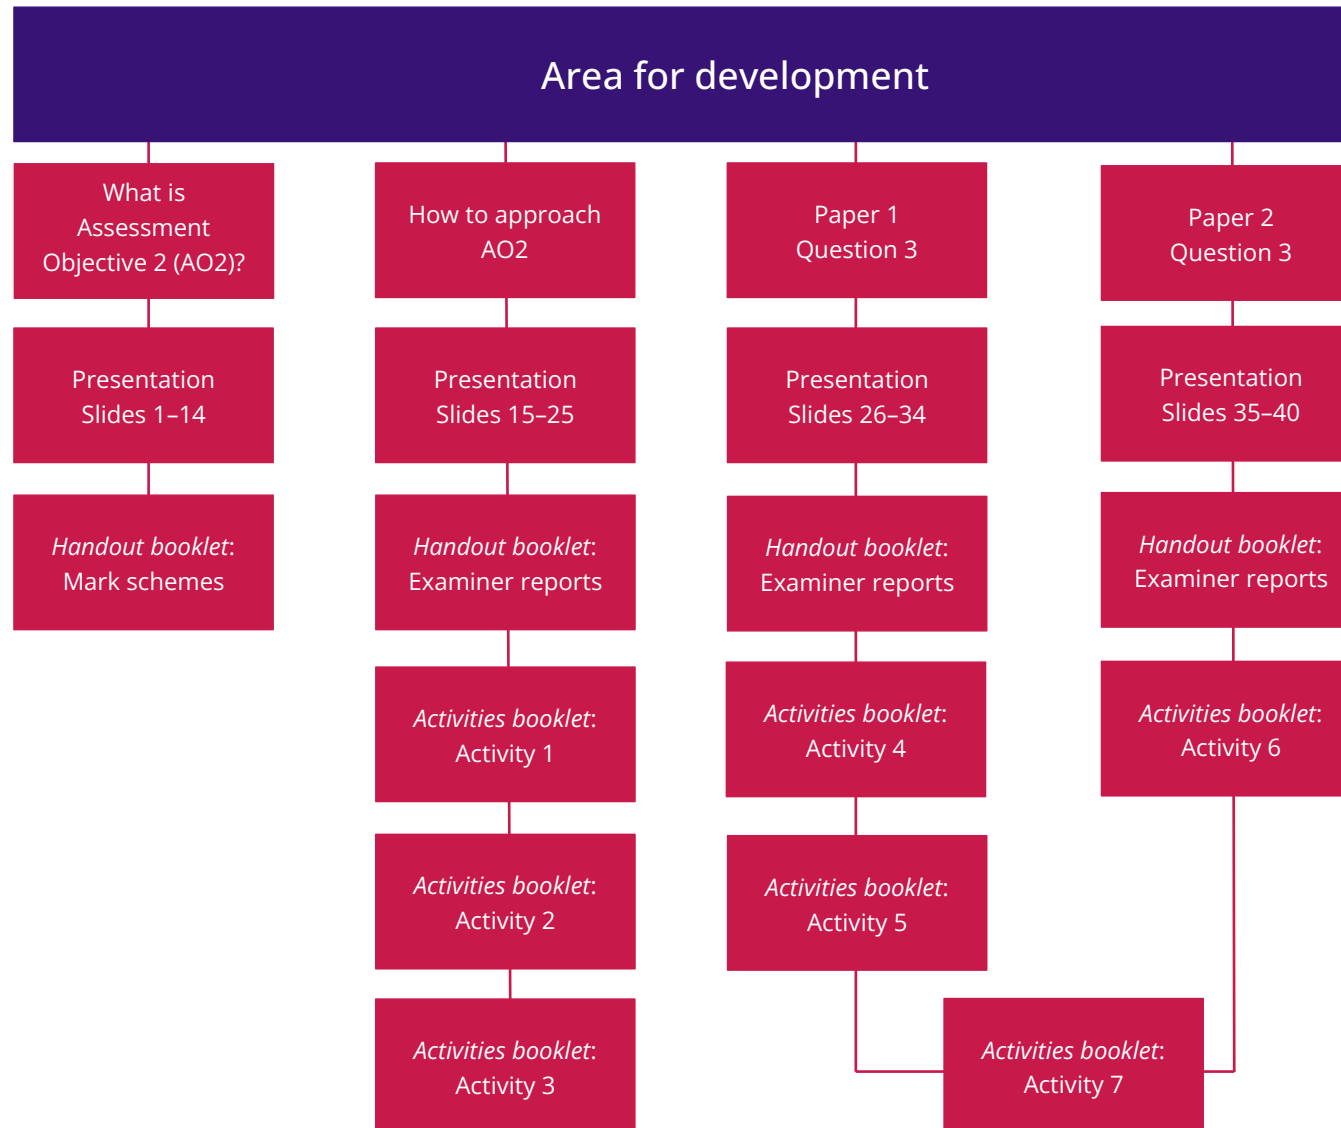 Area for development
What is
Assessment
Objective 2 (AO2)?
Presentation
Slides 1–14
Handout booklet:
Mark schemes
How to approach
AO2
Presentation
Slides 15–25
Handout booklet:
Examiner reports
Activities booklet:
Activity 1
Activities booklet:
Activity 2
Activities booklet:
Activity 3
Paper 1
Question 3
Presentation
Slides 26–34
Handout booklet:
Examiner reports
Activities booklet:
Activity 4
Activities booklet:
Activity 5
Paper 2
Question 3
Presentation
Slides 35–40
Handout booklet:
Examiner reports
Activities booklet:
Activity 6
Activities booklet:
Activity 7